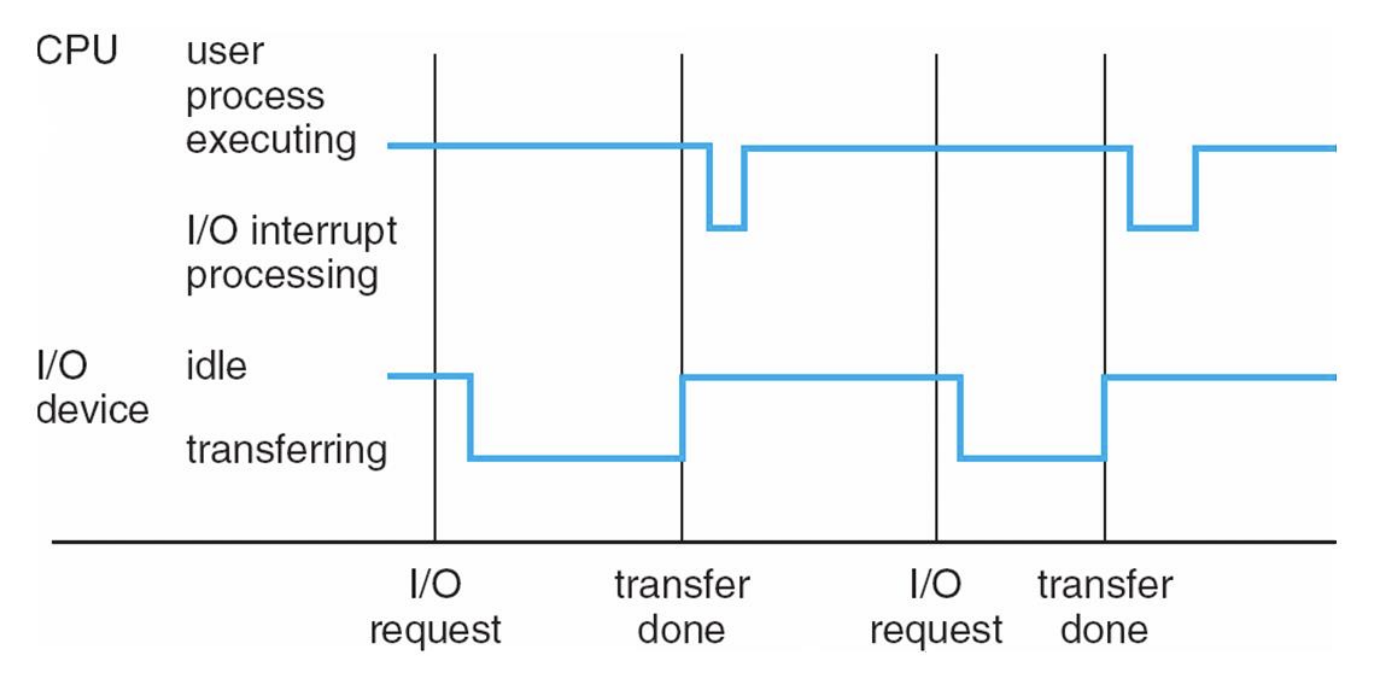 CPU
user
process
executing
I/O interrupt
processing
I/O
device
idle
transferring
I/O
request
transfer
done
I/O
request
transfer
done